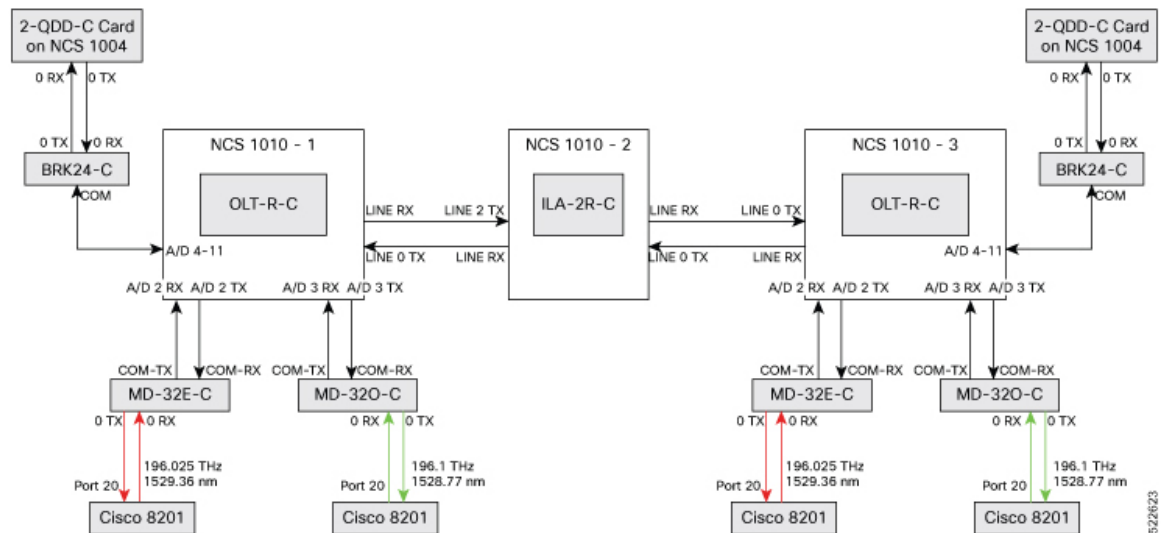 2-QDD-C Card
on NCS 1004
2-QDD-C Card
on NCS 1004
0 RX
0 TX
0 RX
0 TX
0 TX
0 RX
0 TX
0 RX
BRK24-C
BRK24-C
COM
COM
NCS 1010 - 1
NCS 1010 - 2
NCS 1010 - 3
OLT-R-C
ILA-2R-C
OLT-R-C
LINE RX
LINE 2 TX
LINE RX
LINE 0 TX
A/D 4-11
LINE 0 TX
LINE RX
LINE 0 TX
LINE RX
A/D 4-11
A/D 2 RX
A/D 2 TX
A/D 3 RX
A/D 3 TX
A/D 2 RX
A/D 2 TX
A/D 3 RX
A/D 3 TX
COM-TX
COM-RX
COM-TX
COM-RX
COM-TX
COM-RX
COM-TX
COM-RX
MD-32E-C
MD-32O-C
MD-32E-C
MD-32O-C
0 TX
0 RX
0 RX
0 TX
0 TX
0 RX
0 RX
0 TX
196.025 THz
1529.36 nm
196.1 THz
1528.77 nm
196.025 THz
1529.36 nm
196.1 THz
1528.77 nm
Port 20
Port 20
Port 20
Port 20
Cisco 8201
Cisco 8201
Cisco 8201
Cisco 8201
522623